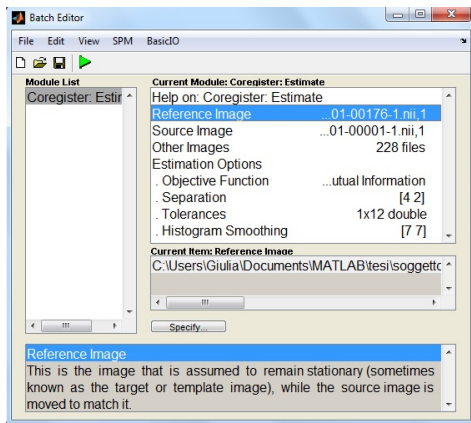 Batch Editor
File Edit View SPM BasicIO
Module List
Coregister: Estir
Current Module: Coregister: Estimate
Help on: Coregister: Estimate
Reference Image ...01-00176-1.nii,1
Source Image ...01-00001-1.nii,1
Other Images 228 files
Estimation Options
. Objective Function ...utual Information
. Separation [4 2]
. Tolerances 1x12 double
. Histogram Smoothing [7 7]
Current Item: Reference Image
C:\Users\Giulia\Documents\MATLAB\tesi\soggetto
Specify...
Reference Image
This is the image that is assumed to remain stationary (sometimes
known as the target or template image), while the source image is
moved to match it.